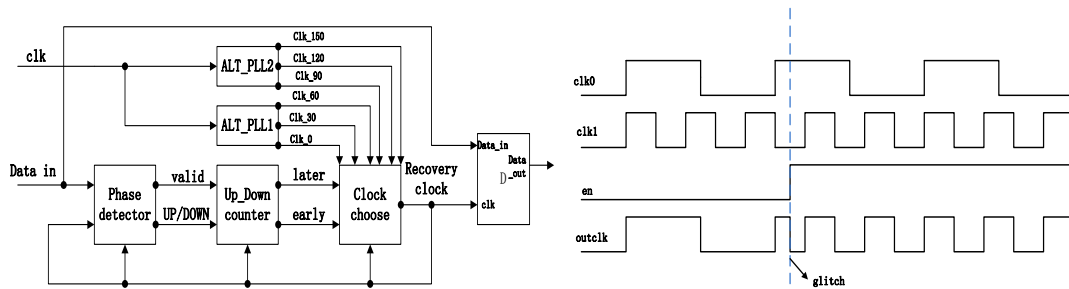 clk
ALT_PLL2
Clk_150
Clk_120
Clk_90
ALT_PLL1
Clk_60
Clk_30
Clk_0
Data in
Phase
detector
valid
UP/DOWN
Up_Down
counter
later
early
Clock
choose
Recovery
clock
Data_in
Data
D
_out
clk
clk0
clk1
en
outclk
glitch